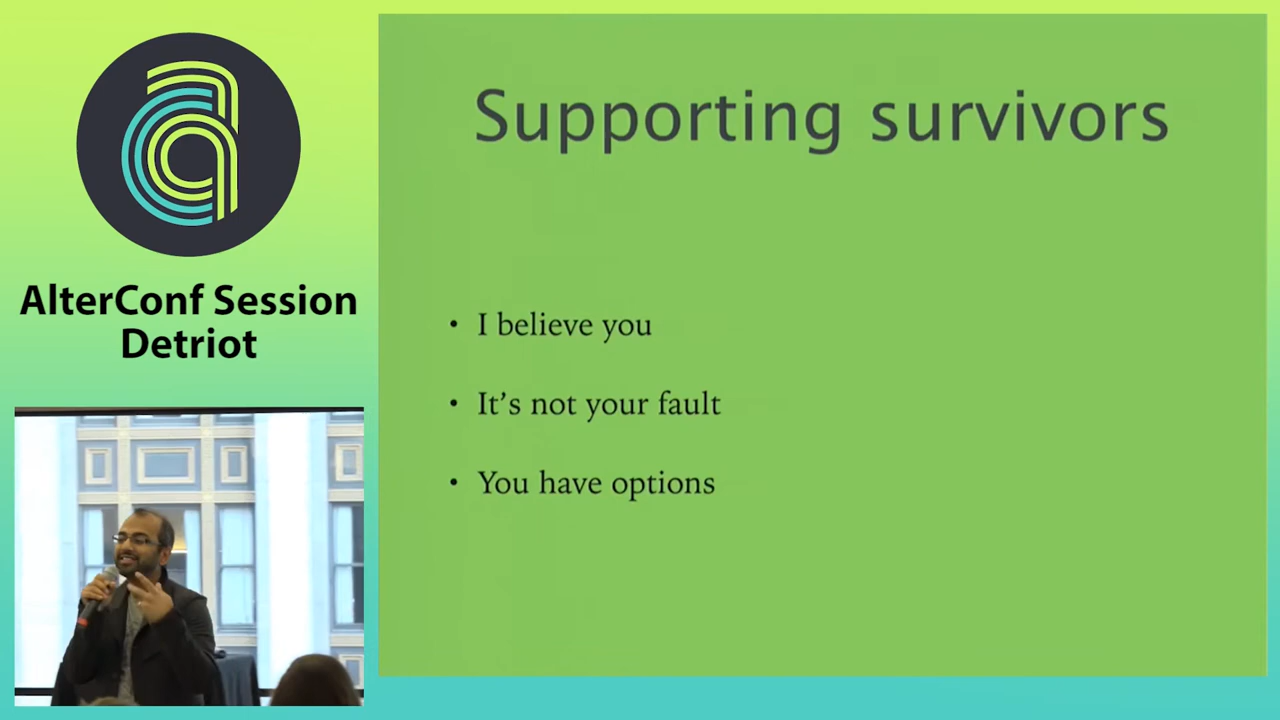 AlterConf Session
Detriot
Supporting survivors
• I believe you
• It’s not your fault
• You have options